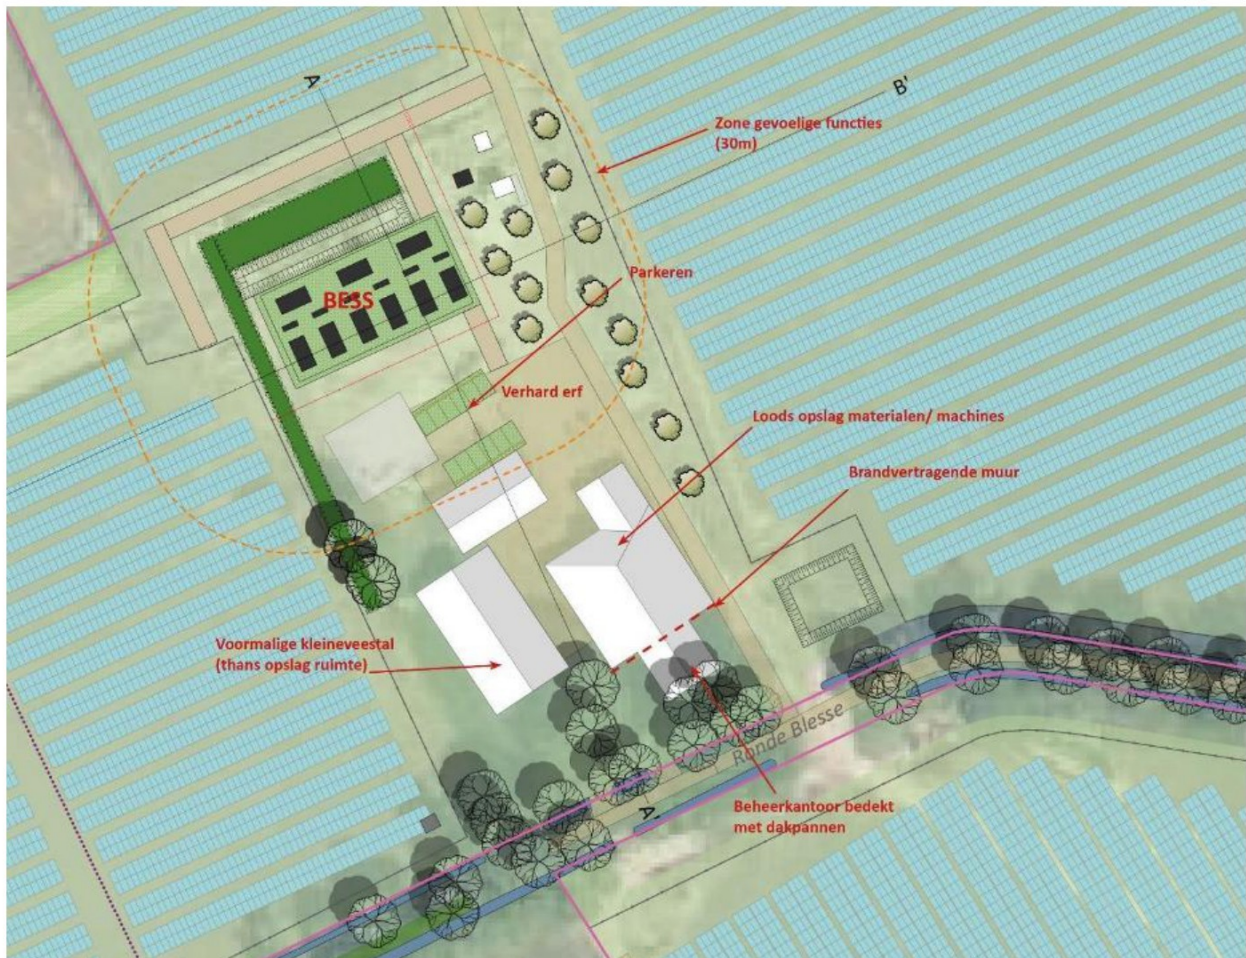 A
B'
Zone gevoelige functies
(30m)
Parkeren
BESS
Verhard erf
Loods opslag materialen/ machines
Brandvertragende muur
Voormalige kleineveestal
(thans opslag ruimte)
Ronde Blesse
Beheerkantoor bedekt
met dakpannen
A'